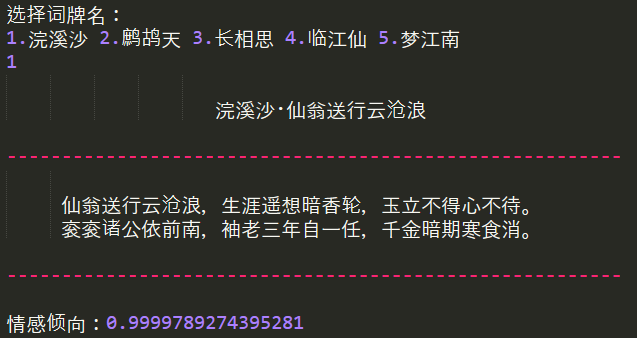 选择词牌名：
1.浣溪沙 2.鹧鸪天 3.长相思 4.临江仙 5.梦江南
1
浣溪沙·仙翁送行云沧浪
仙翁送行云沧浪，生涯遥想暗香轮，玉立不得心不待。
衮衮诸公依前南，袖老三年自一任，千金暗期寒食消。
情感倾向：0.9999789274395281